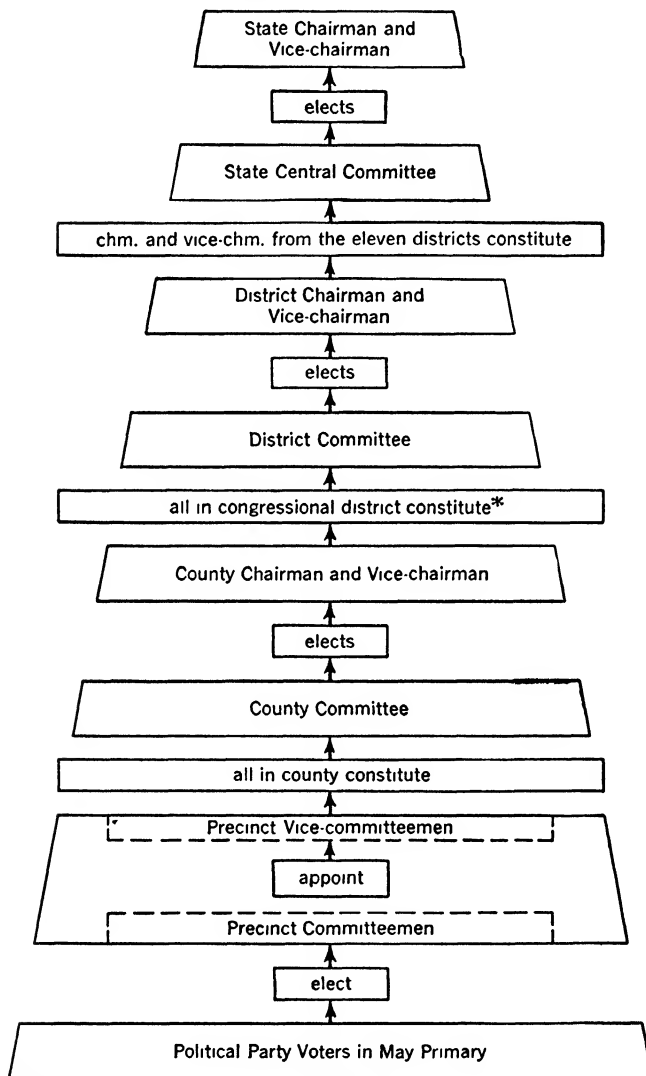 State Chairman and
Vice-chairman
elects
State Central Committee
chm. and vice-chm. from the eleven districts constitute
District Chairman and
Vice-chairman
elects
District Committee
all in congressional district constitute*
County Chairman and Vice-chairman
elects
County Committee
all in county constitute
Precinct Vice-committeemen
appoint
Precinct Committeemen
elect
Political Party Voters in May Primary